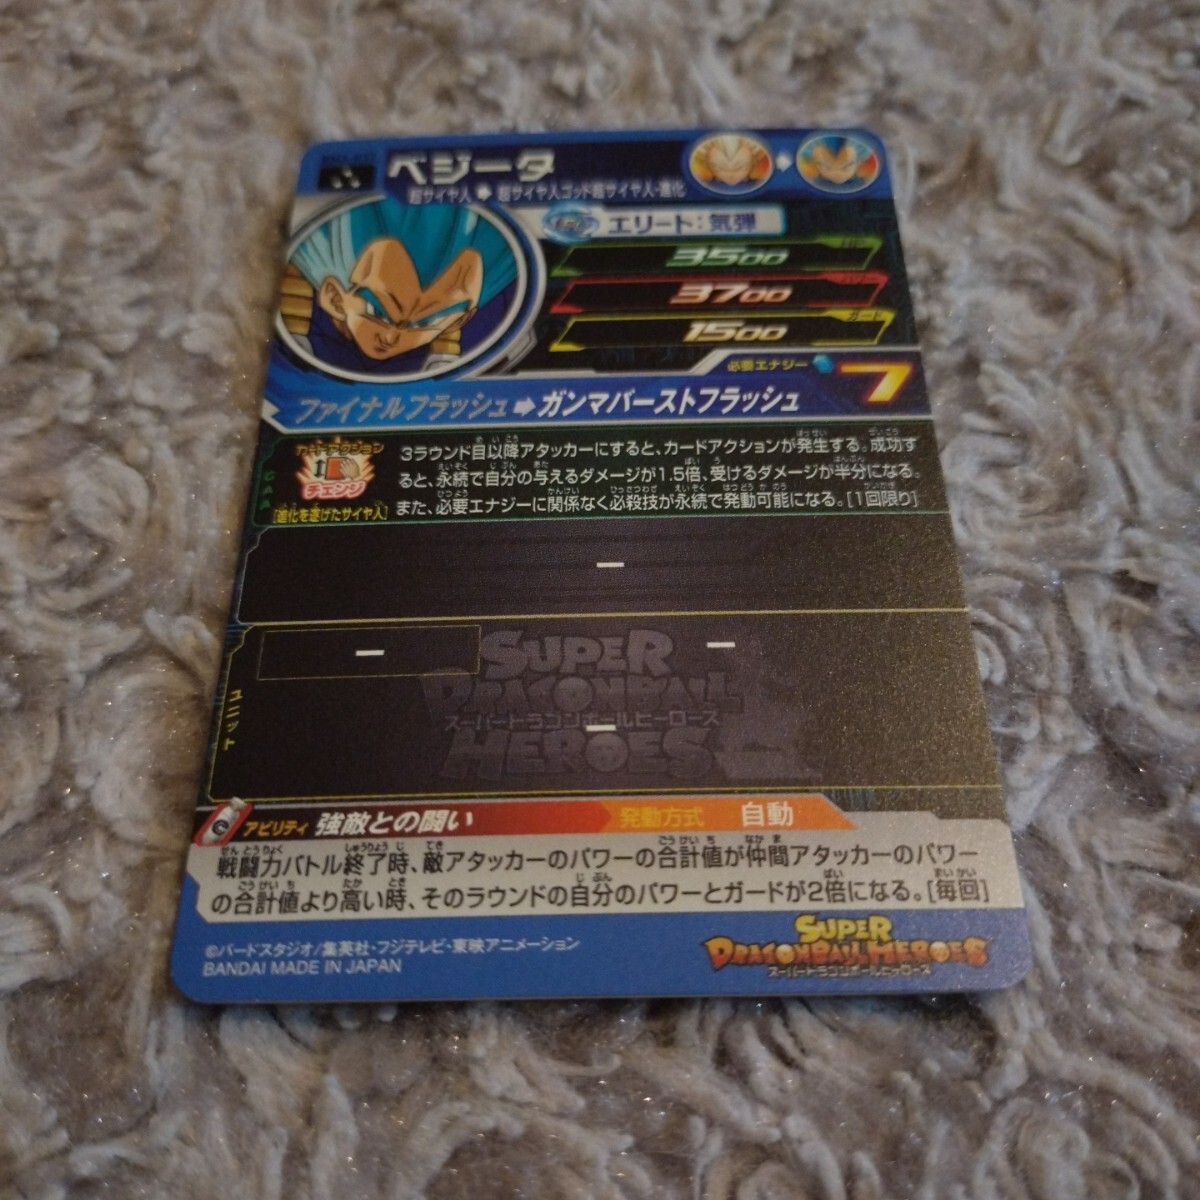 ベジータ
超サイヤ人 ➡ 超サイヤ人ゴッド超サイヤ人・進化
エリート：気弾
3500
3700
ガード
1500
必要エナジー 7
ファイナルフラッシュ➡ガンマバーストフラッシュ
カードアクション
チェンジ
[進化を遂げたサイヤ人]
3ラウンド目以降アタッカーにすると、カードアクションが発生する。成功す
ると、永続で自分の与えるダメージが1.5倍、受けるダメージが半分になる。
また、必要エナジーに関係なく必殺技が永続で発動可能になる。[1回限り]
ー
ー ー
ユニット
ー
SUPER
DRAGONBALL
スーパードラゴンボールヒーローズ
HEROES
アビリティ 強敵との闘い 発動方式 自動
戦闘力バトル終了時、敵アタッカーのパワーの合計値が仲間アタッカーのパワー
の合計値より高い時、そのラウンドの自分のパワーとガードが2倍になる。[毎回]
©バードスタジオ/集英社・フジテレビ・東映アニメーション
BANDAI MADE IN JAPAN
SUPER
DRAGONBALL HEROES
スーパードラゴンボールヒーローズ